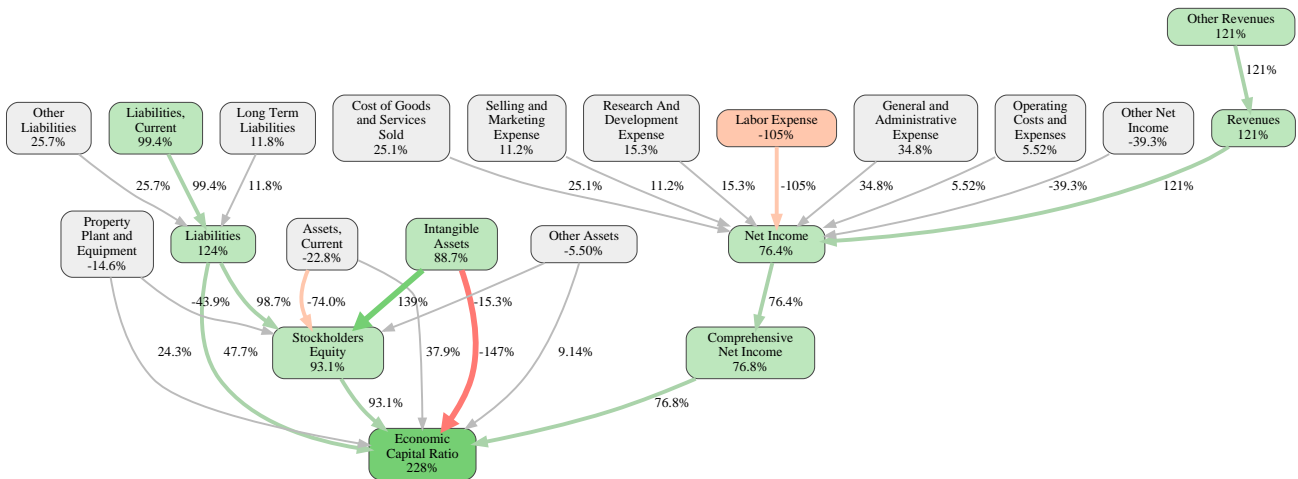 Other Revenues
121%
121%
Other
Liabilities
25.7%
Liabilities,
Current
99.4%
Long Term
Liabilities
11.8%
Cost of Goods
and Services
Sold
25.1%
Selling and
Marketing
Expense
11.2%
Research And
Development
Expense
15.3%
Labor Expense
-105%
General and
Administrative
Expense
34.8%
Operating
Costs and
Expenses
5.52%
Other Net
Income
-39.3%
Revenues
121%
25.7%
99.4%
11.8%
25.1%
11.2%
15.3%
-105%
34.8%
5.52%
-39.3%
121%
Property
Plant and
Equipment
-14.6%
Liabilities
124%
Assets,
Current
-22.8%
Intangible
Assets
88.7%
Other Assets
-5.50%
Net Income
76.4%
-43.9%
98.7%
-74.0%
139%
-15.3%
76.4%
Stockholders
Equity
93.1%
Comprehensive
Net Income
76.8%
24.3%
47.7%
37.9%
-147%
9.14%
93.1%
76.8%
Economic
Capital Ratio
228%